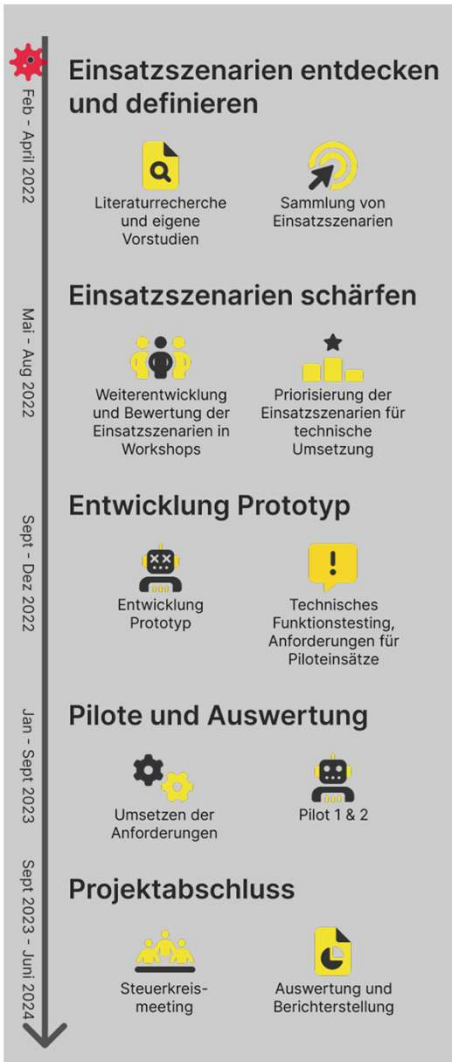 Einsatzszenarien entdecken
und definieren
Feb - April 2022
Literaturrecherche
und eigene
Vorstudien
Sammlung von
Einsatzszenarien
Einsatzszenarien schärfen
Mai - Aug 2022
Weiterentwicklung
und Bewertung der
Einsatzszenarien in
Workshops
Priorisierung der
Einsatzszenarien für
technische
Umsetzung
Entwicklung Prototyp
Sept - Dez 2022
Entwicklung
Prototyp
Technisches
Funktionstesting,
Anforderungen für
Piloteinsätze
Pilote und Auswertung
Jan - Sept 2023
Umsetzen der
Anforderungen
Pilot 1 & 2
Projektabschluss
Sept 2023 - Juni 2024
Steuerkreis-
meeting
Auswertung und
Berichterstellung